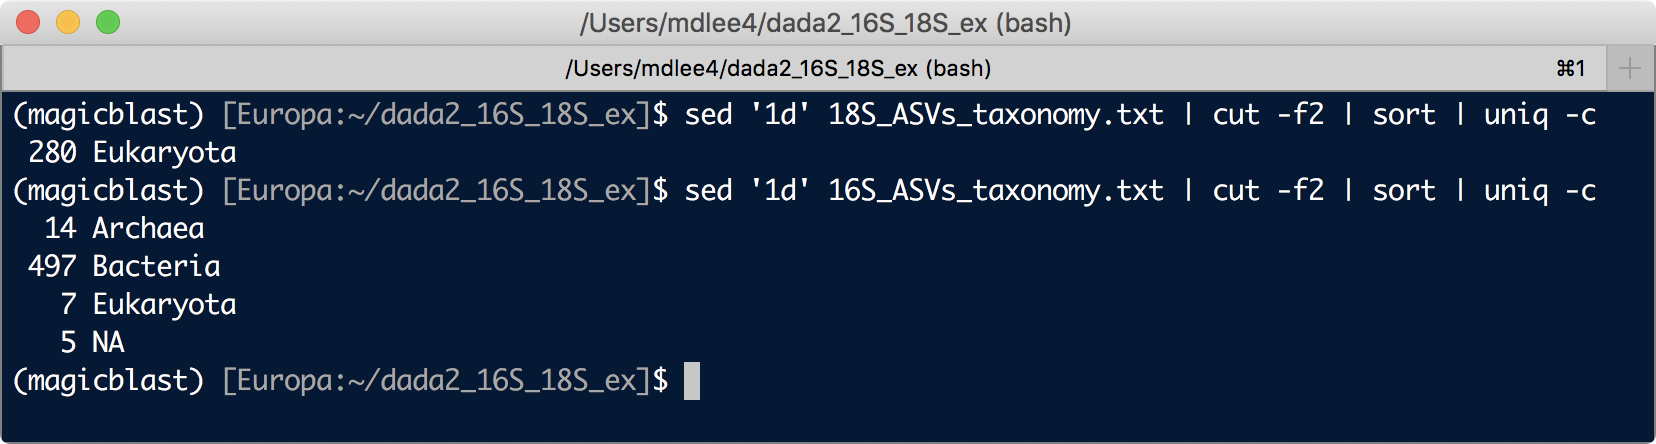 /Users/mdlee4/dada2_16S_18S_ex (bash)
/Users/mdlee4/dada2_16S_18S_ex (bash) ⌘1 +
(magicblast) [Europa:~/dada2_16S_18S_ex]$ sed '1d' 18S_ASVs_taxonomy.txt | cut -f2 | sort | uniq -c
280 Eukaryota
(magicblast) [Europa:~/dada2_16S_18S_ex]$ sed '1d' 16S_ASVs_taxonomy.txt | cut -f2 | sort | uniq -c
14 Archaea
497 Bacteria
7 Eukaryota
5 NA
(magicblast) [Europa:~/dada2_16S_18S_ex]$